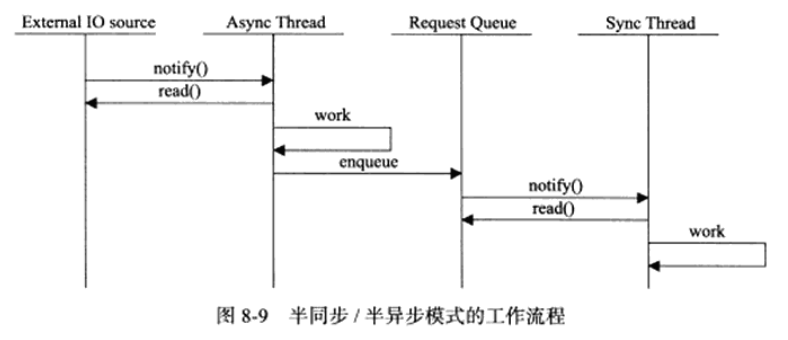 External IO source Async Thread Request Queue Sync Thread
notify()
read()
work
enqueue
notify()
read()
work
图 8-9 半同步 / 半异步模式的工作流程